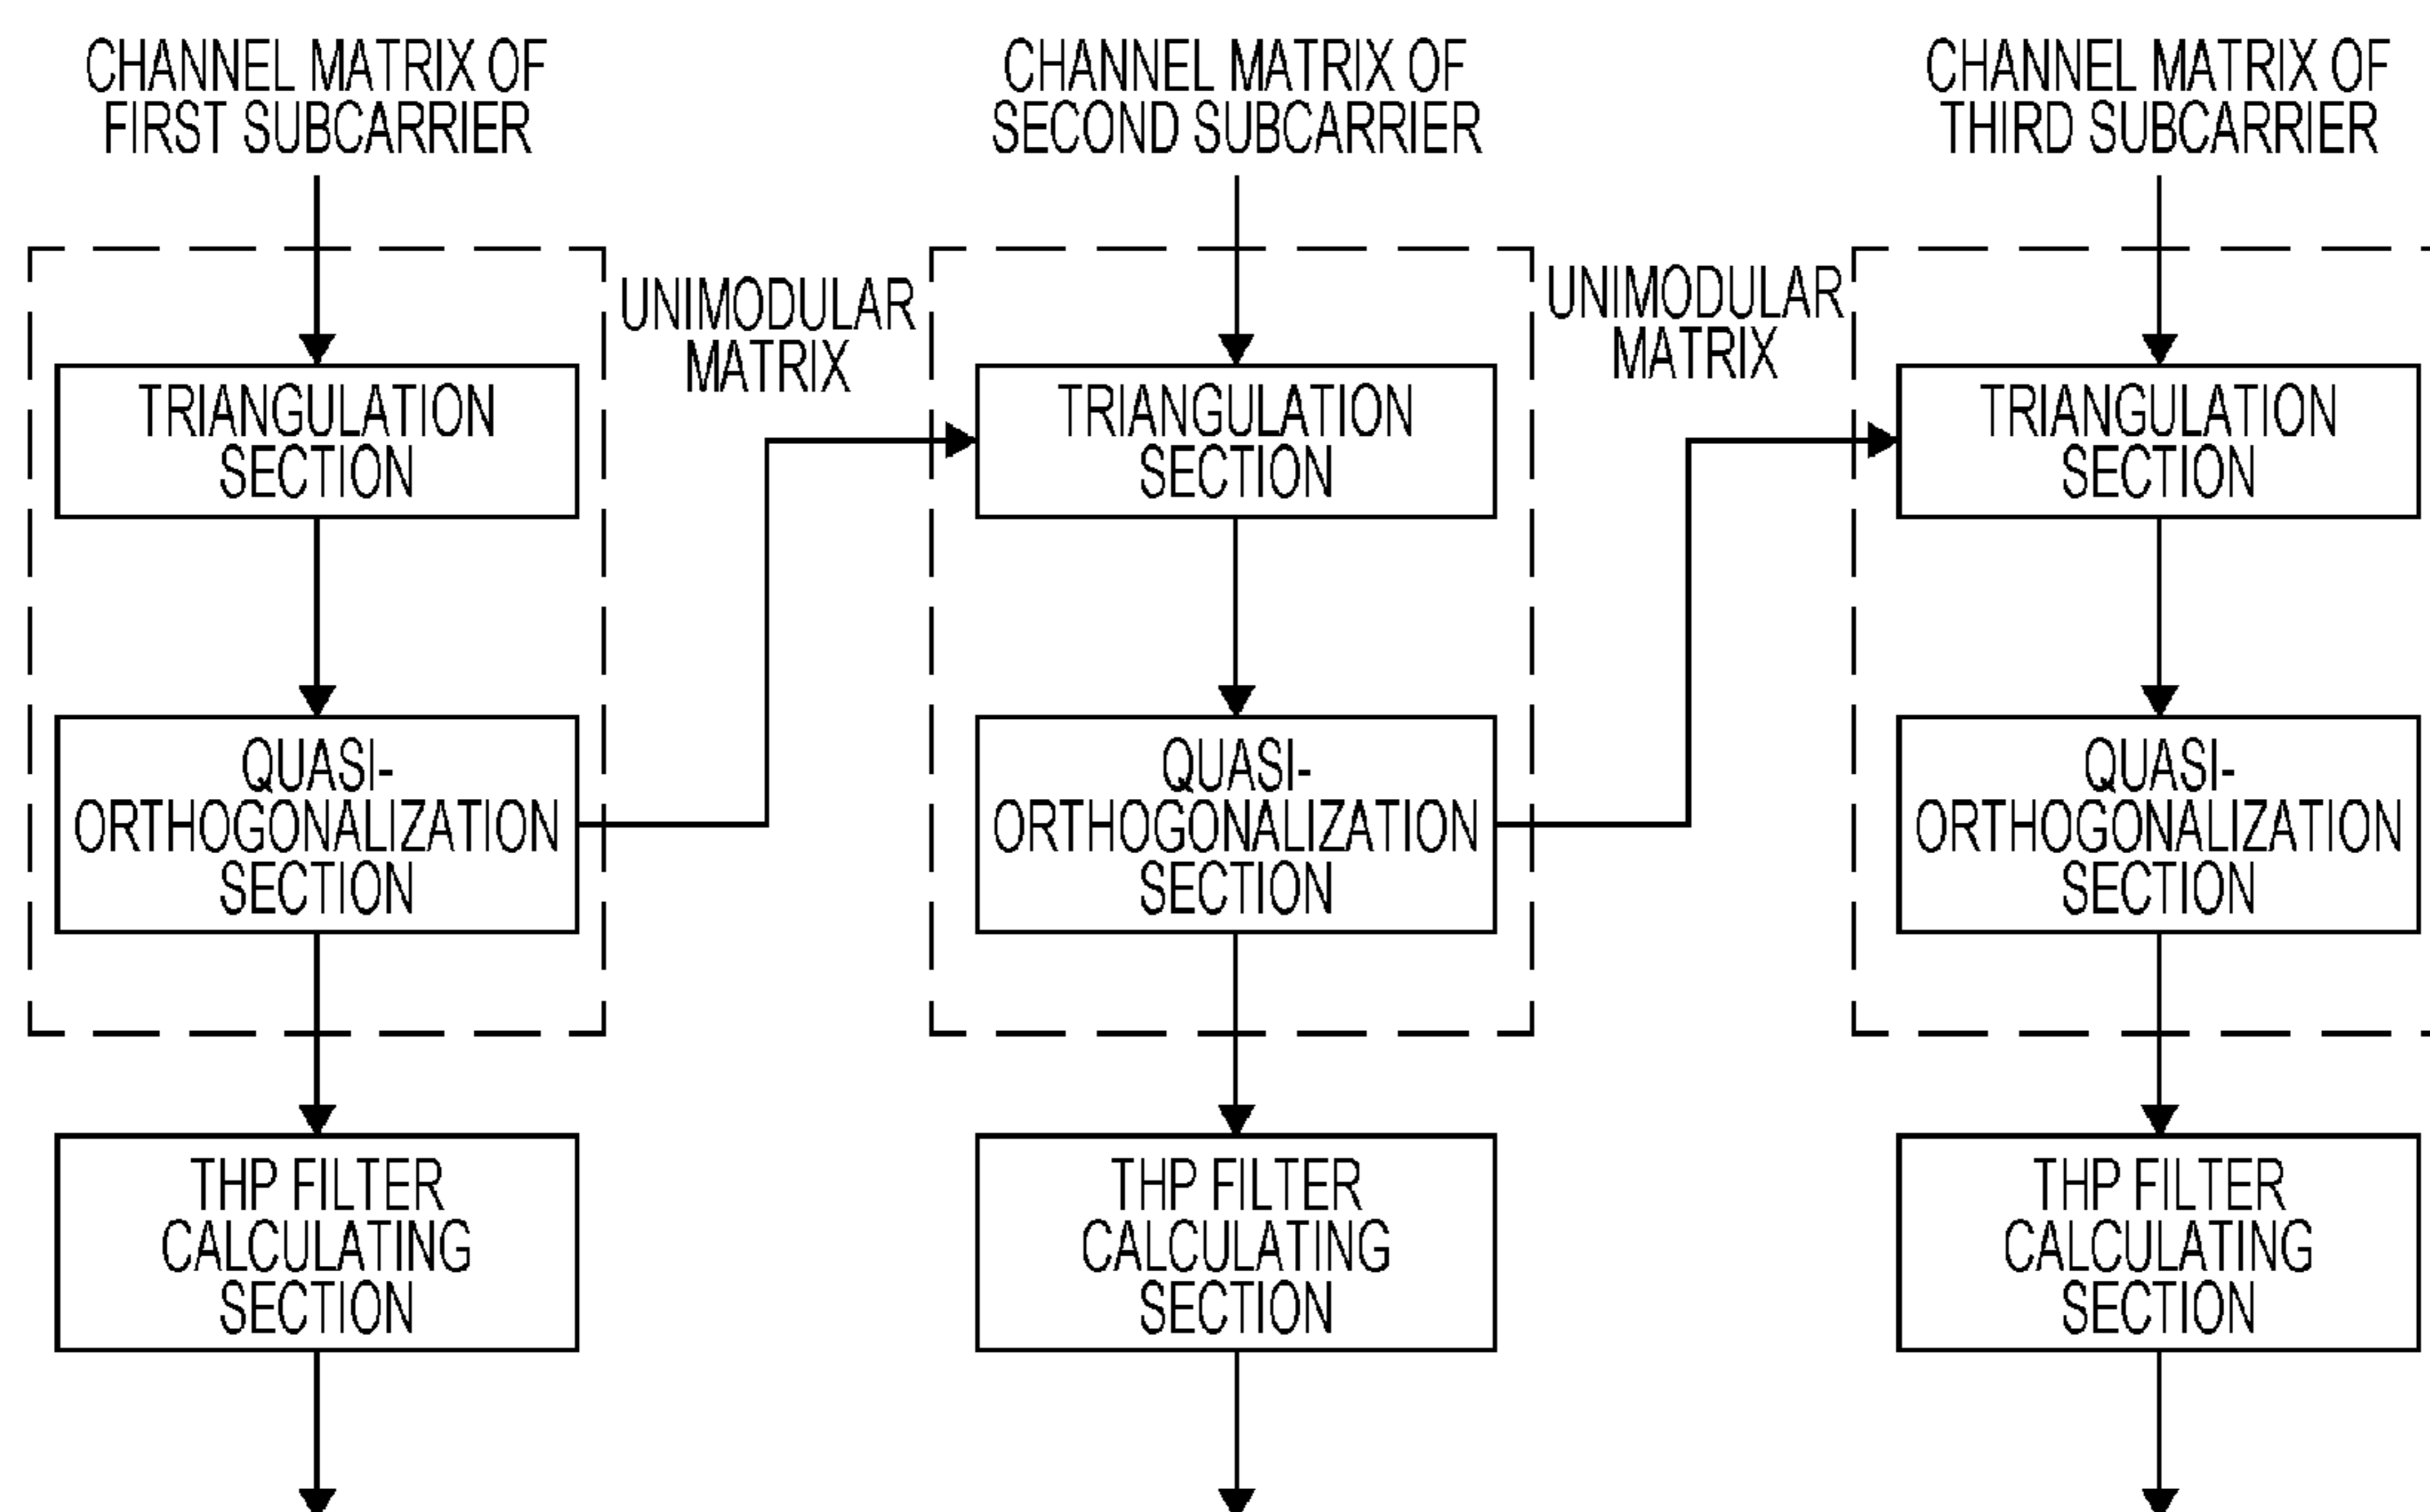 CHANNEL MATRIX OF
FIRST SUBCARRIER
CHANNEL MATRIX OF
SECOND SUBCARRIER
CHANNEL MATRIX OF
THIRD SUBCARRIER
UNIMODULAR
MATRIX
UNIMODULAR
MATRIX
TRIANGULATION
SECTION
TRIANGULATION
SECTION
TRIANGULATION
SECTION
QUASI-
ORTHOGONALIZATION
SECTION
QUASI-
ORTHOGONALIZATION
SECTION
QUASI-
ORTHOGONALIZATION
SECTION
THP FILTER
CALCULATING
SECTION
THP FILTER
CALCULATING
SECTION
THP FILTER
CALCULATING
SECTION